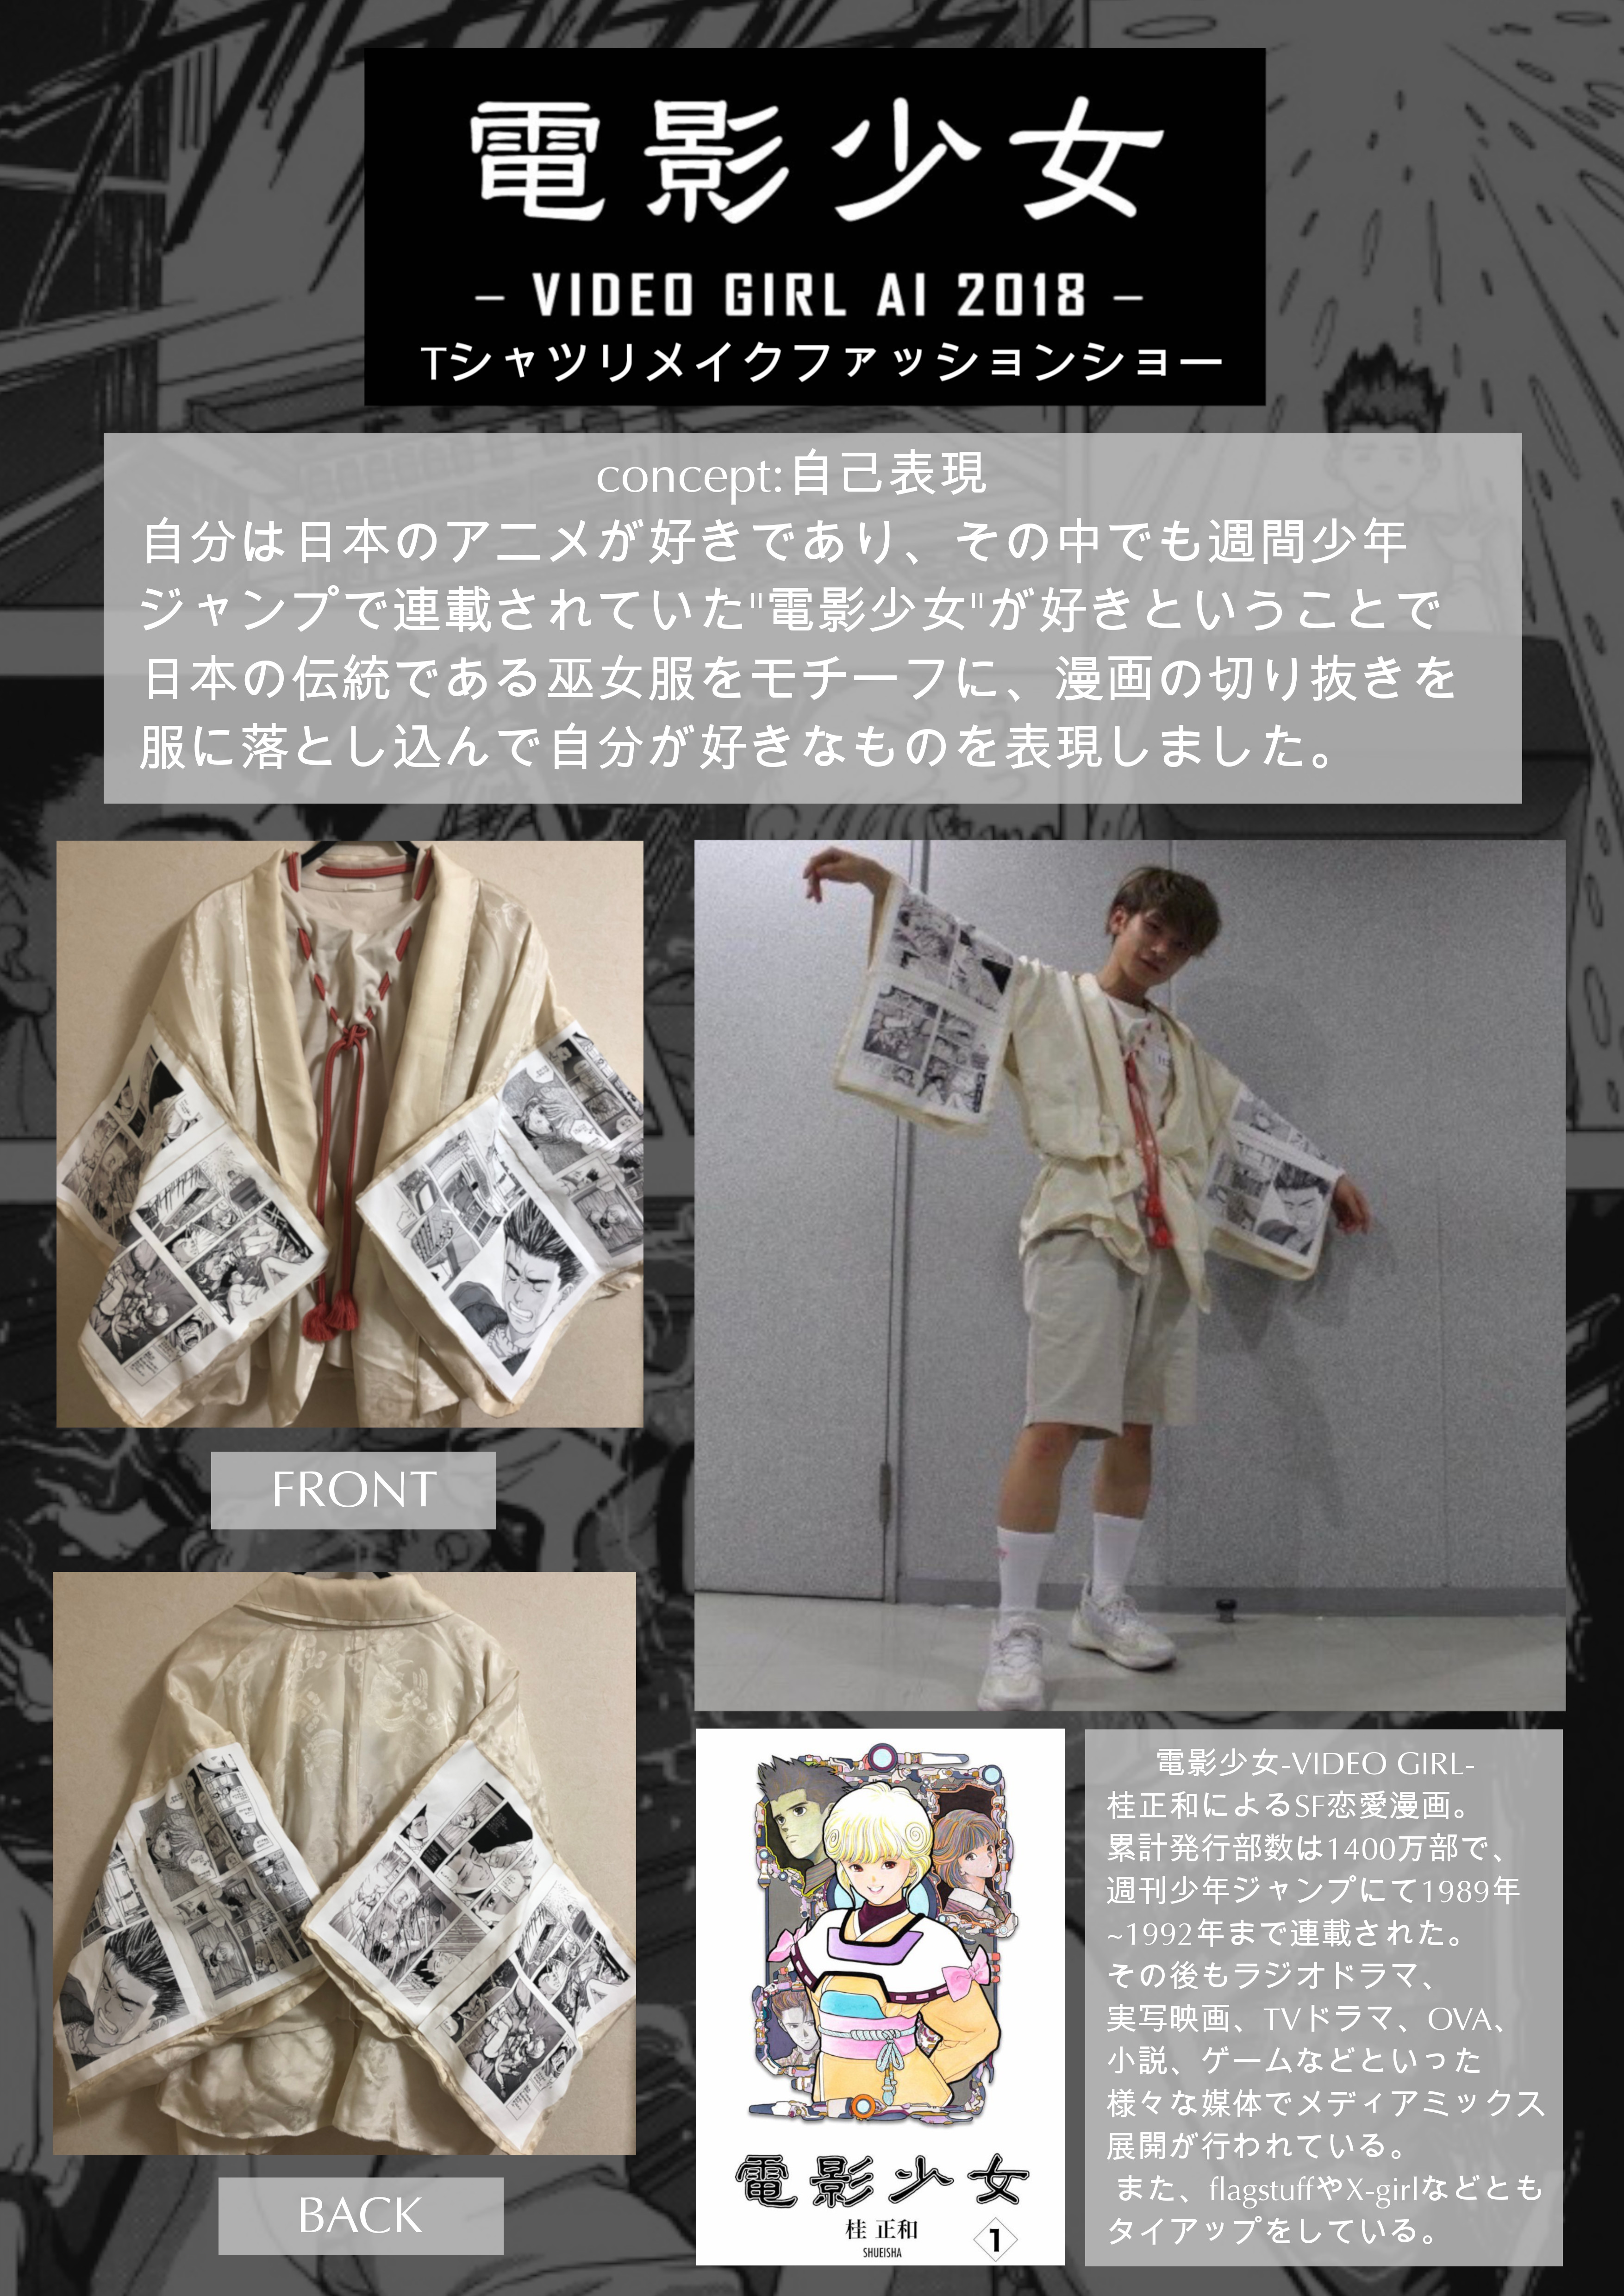 電影少女
– VIDEO GIRL AI 2018 –
Tシャツリメイクファッションショー
concept:自己表現
自分は日本のアニメが好きであり、その中でも週間少年
ジャンプで連載されていた"電影少女"が好きということで
日本の伝統である巫女服をモチーフに、漫画の切り抜きを
服に落とし込んで自分が好きなものを表現しました。
FRONT
BACK
電影少女
桂 正和
SHUEISHA
1
電影少女-VIDEO GIRL-
桂正和によるSF恋愛漫画。
累計発行部数は1400万部で、
週刊少年ジャンプにて1989年
~1992年まで連載された。
その後もラジオドラマ、
実写映画、TVドラマ、OVA、
小説、ゲームなどといった
様々な媒体でメディアミックス
展開が行われている。
また、flagstuffやX-girlなどとも
タイアップをしている。